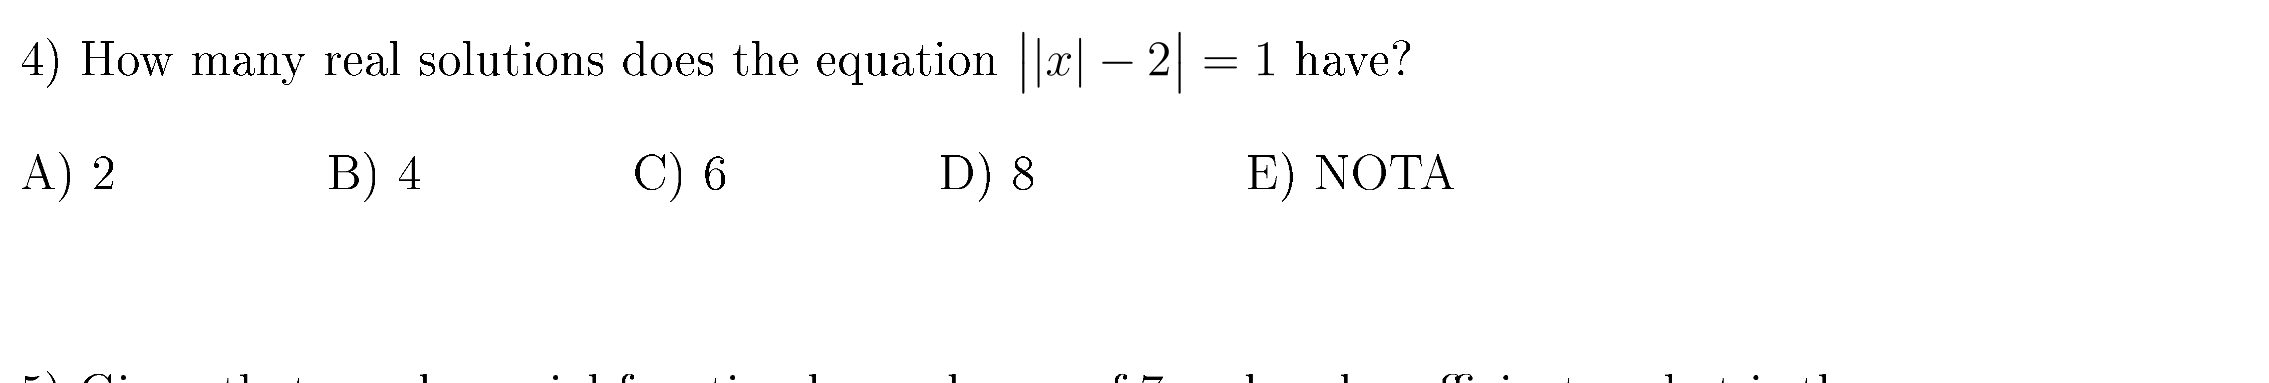 4) How many real solutions does the equation ||x| − 2| = 1 have?
A) 2 B) 4 C) 6 D) 8 E) NOTA